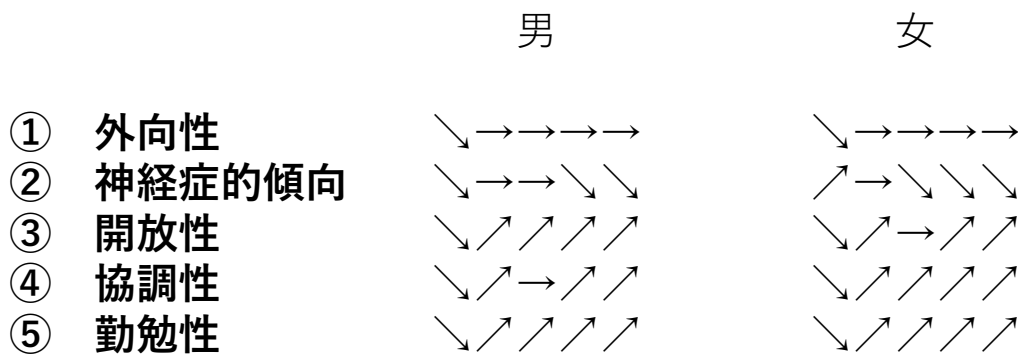 男 女
① 外向性 ↘→→→→ ↘→→→→
② 神経症的傾向 ↘→→↘↘ ↗→↘↘↘
③ 開放性 ↘↗↗↗↗ ↘↗→↗↗
④ 協調性 ↘↗→↗↗ ↘↗↗↗↗
⑤ 勤勉性 ↘↗↗↗↗ ↘↗↗↗↗